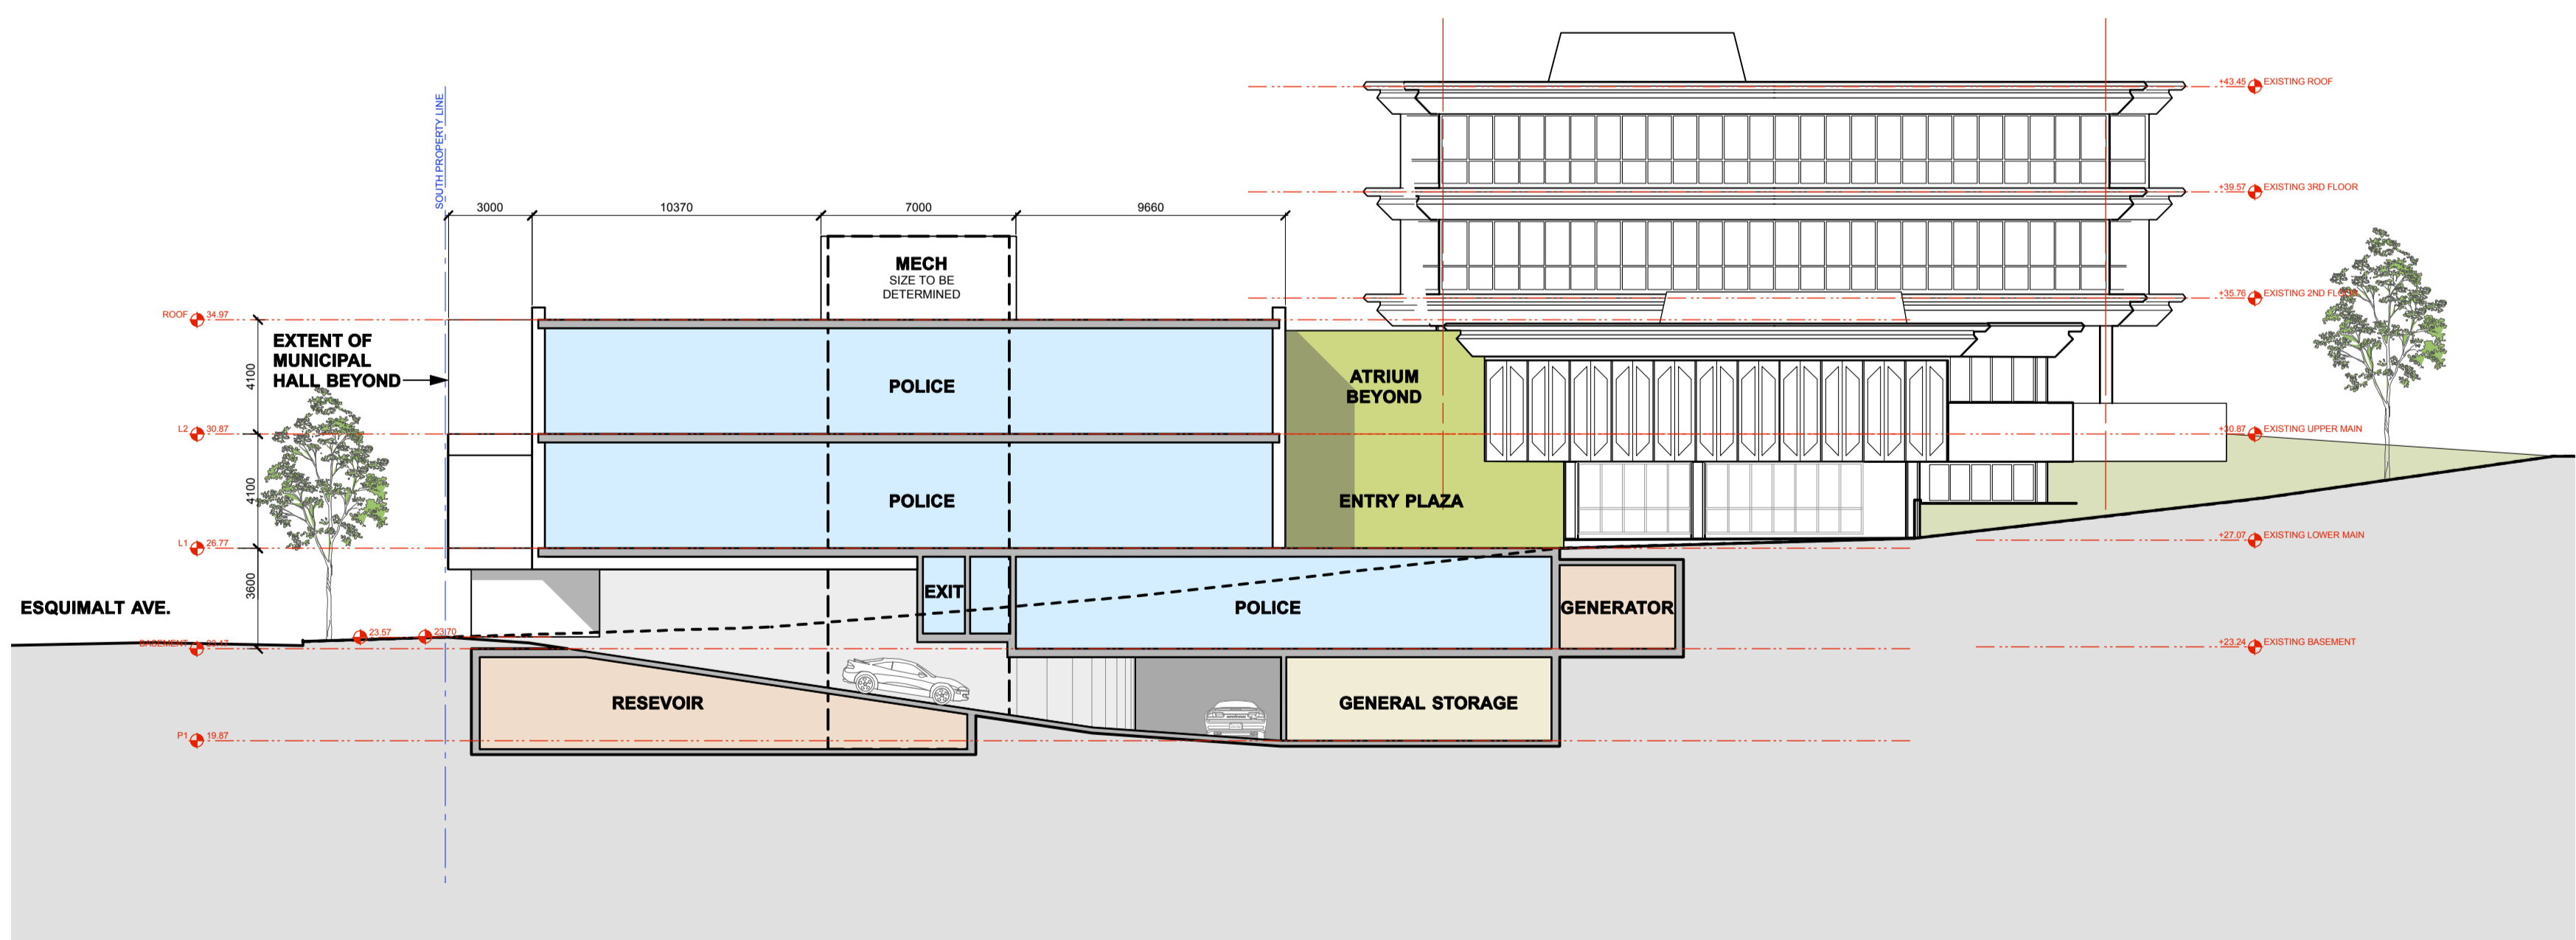 +43.45 EXISTING ROOF
SOUTH PROPERTY LINE
+39.57 EXISTING 3RD FLOOR
3000 10370 7000 9660
MECH
SIZE TO BE
DETERMINED
+35.76 EXISTING 2ND FLOOR
ROOF 34.97
EXTENT OF
MUNICIPAL
HALL BEYOND
4100
POLICE
ATRIUM
BEYOND
L2 30.87
+30.87 EXISTING UPPER MAIN
4100
POLICE
ENTRY PLAZA
L1 26.77
+27.07 EXISTING LOWER MAIN
3600
EXIT
ESQUIMALT AVE.
POLICE
GENERATOR
23.57
23.70
BASEMENT 23.17
+23.24 EXISTING BASEMENT
RESEVOIR
GENERAL STORAGE
P1 19.87